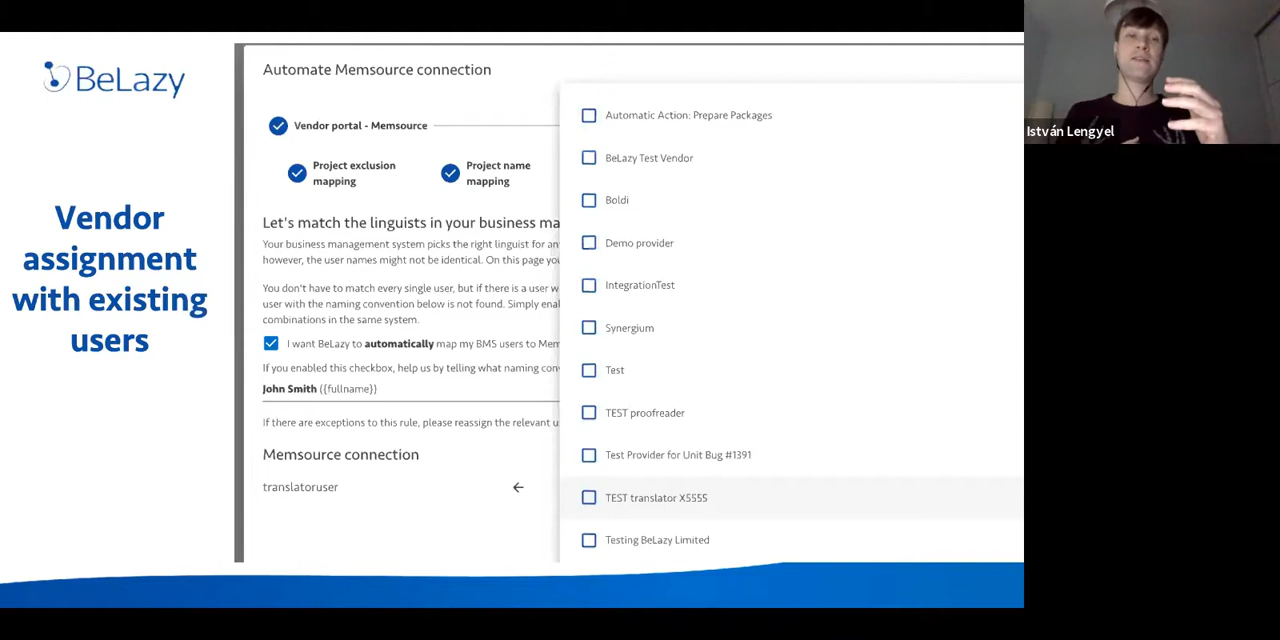 BeLazy
Vendor
assignment
with existing
users
Automate Memsource connection
Vendor portal - Memsource
Project exclusion
mapping
Project name
mapping
Let's match the linguists in your business ma
Your business management system picks the right linguist for an
however, the user names might not be identical. On this page you
You don't have to match every single user, but if there is a user w
user with the naming convention below is not found. Simply enal
combinations in the same system.
I want BeLazy to automatically map my BMS users to Mem
If you enabled this checkbox, help us by telling what naming con
John Smith ({fullname})
If there are exceptions to this rule, please reassign the relevant u
Memsource connection
translatoruser
Automatic Action: Prepare Packages
BeLazy Test Vendor
Boldi
Demo provider
IntegrationTest
Synergium
Test
TEST proofreader
Test Provider for Unit Bug #1391
TEST translator X5555
Testing BeLazy Limited
István Lengyel